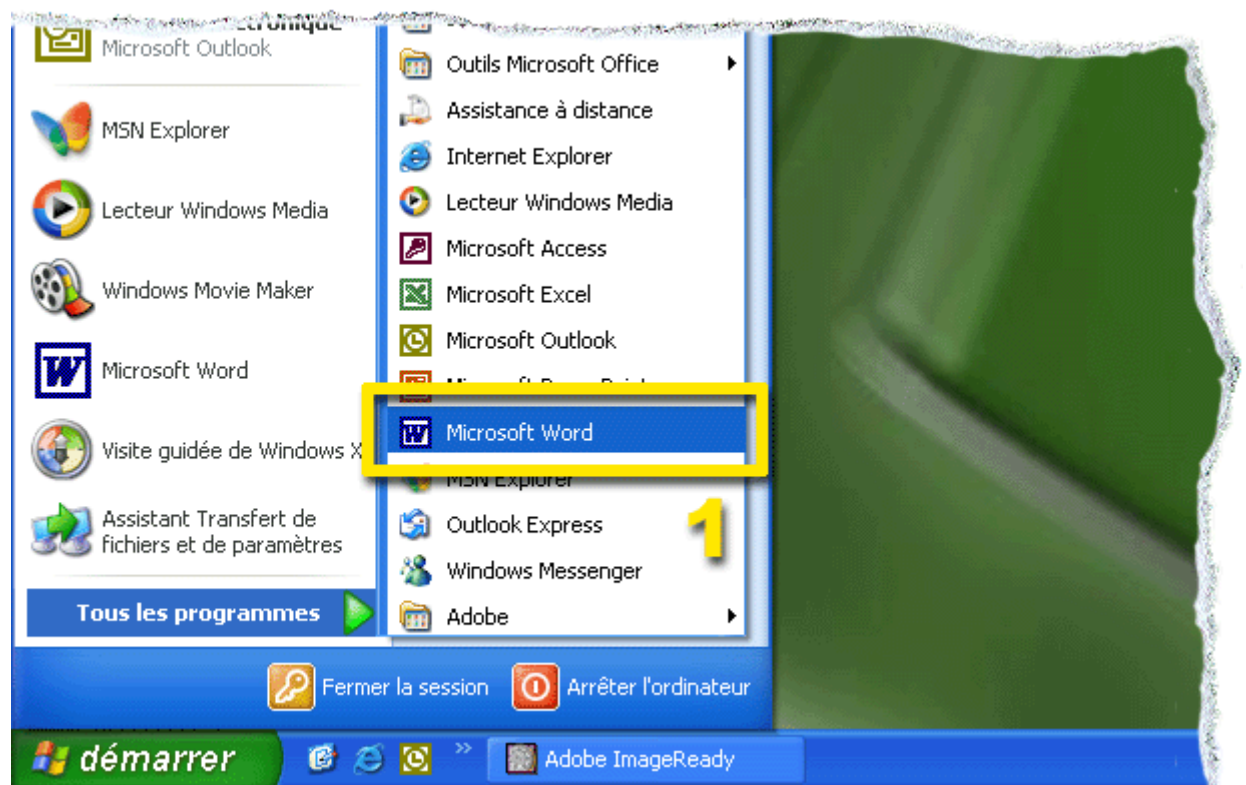 Microsoft Outlook
MSN Explorer
Lecteur Windows Media
Windows Movie Maker
Microsoft Word
Visite guidée de Windows X
Assistant Transfert de
fichiers et de paramètres
Tous les programmes
Outils Microsoft Office
Assistance à distance
Internet Explorer
Lecteur Windows Media
Microsoft Access
Microsoft Excel
Microsoft Outlook
Microsoft Word
MSN Explorer
1
Outlook Express
Windows Messenger
Adobe
Fermer la session
Arrêter l'ordinateur
démarrer
Adobe ImageReady